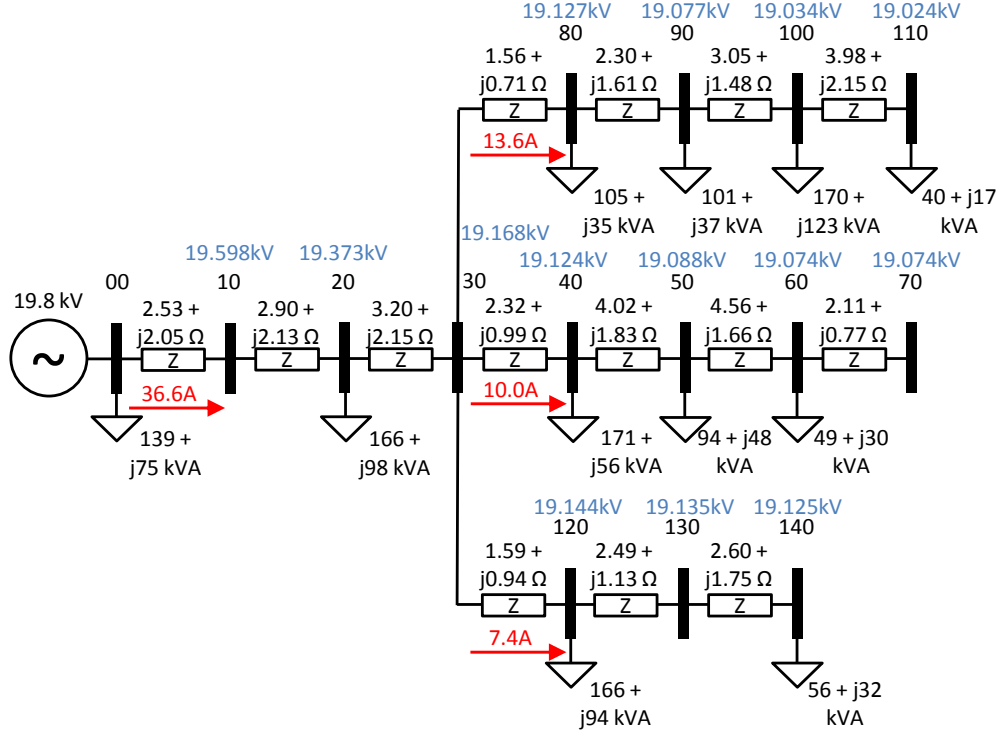 19.127kV 19.077kV 19.034kV 19.024kV
80 90 100 110
1.56 + 2.30 + 3.05 + 3.98 +
j0.71 Ω j1.61 Ω j1.48 Ω j2.15 Ω
Z Z Z Z
13.6A
105 + 101 + 170 + 40 + j17
j35 kVA j37 kVA j123 kVA kVA
19.168kV
19.598kV 19.373kV 19.124kV 19.088kV 19.074kV 19.074kV
00 10 20 30 40 50 60 70
19.8 kV
2.53 + 2.90 + 3.20 + 2.32 + 4.02 + 4.56 + 2.11 +
j2.05 Ω j2.13 Ω j2.15 Ω j0.99 Ω j1.83 Ω j1.66 Ω j0.77 Ω
~ Z Z Z Z Z Z Z
36.6A 10.0A
139 + 166 + 171 + 94 + j48 49 + j30
j75 kVA j98 kVA j56 kVA kVA kVA
19.144kV 19.135kV 19.125kV
120 130 140
1.59 + 2.49 + 2.60 +
j0.94 Ω j1.13 Ω j1.75 Ω
Z Z Z
7.4A
166 + 56 + j32
j94 kVA kVA